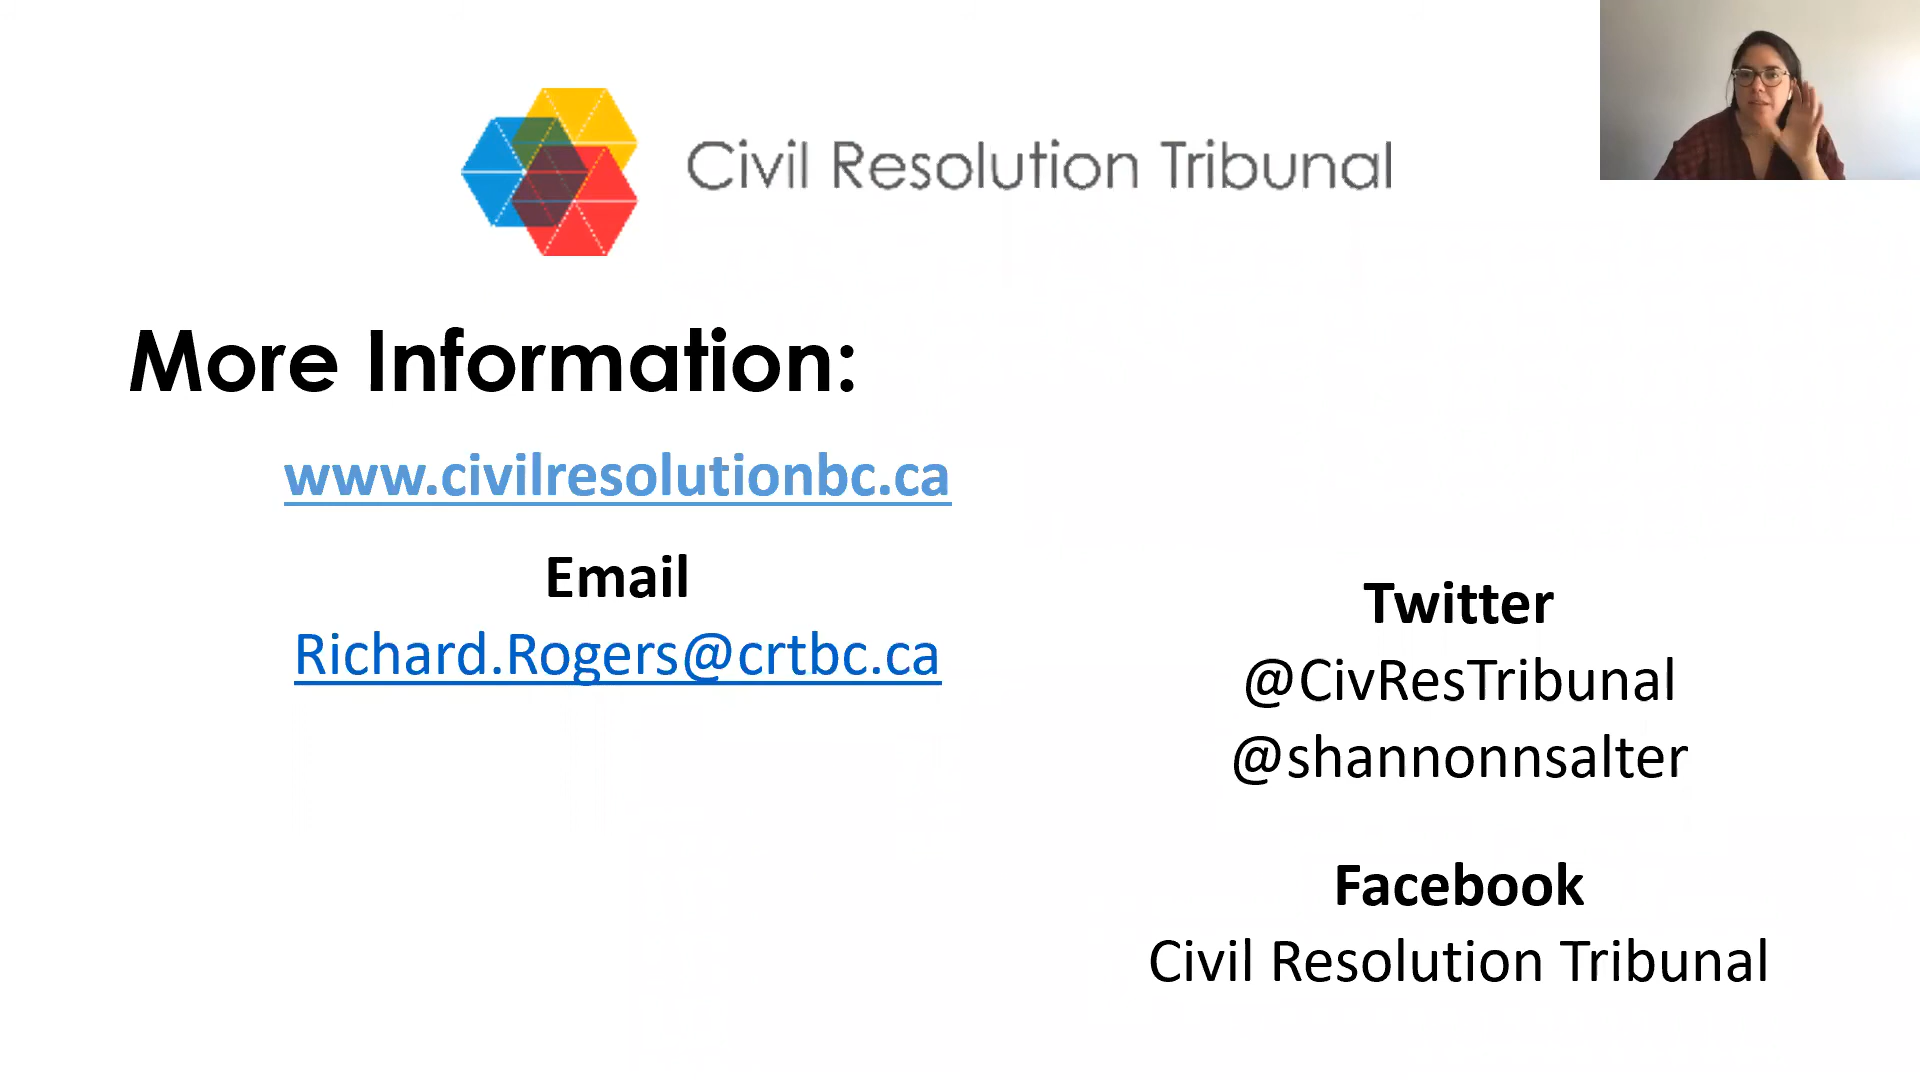 Civil Resolution Tribunal
More Information:
www.civilresolutionbc.ca
Email
Richard.Rogers@crtbc.ca
Twitter
@CivResTribunal
@shannonnsalter
Facebook
Civil Resolution Tribunal